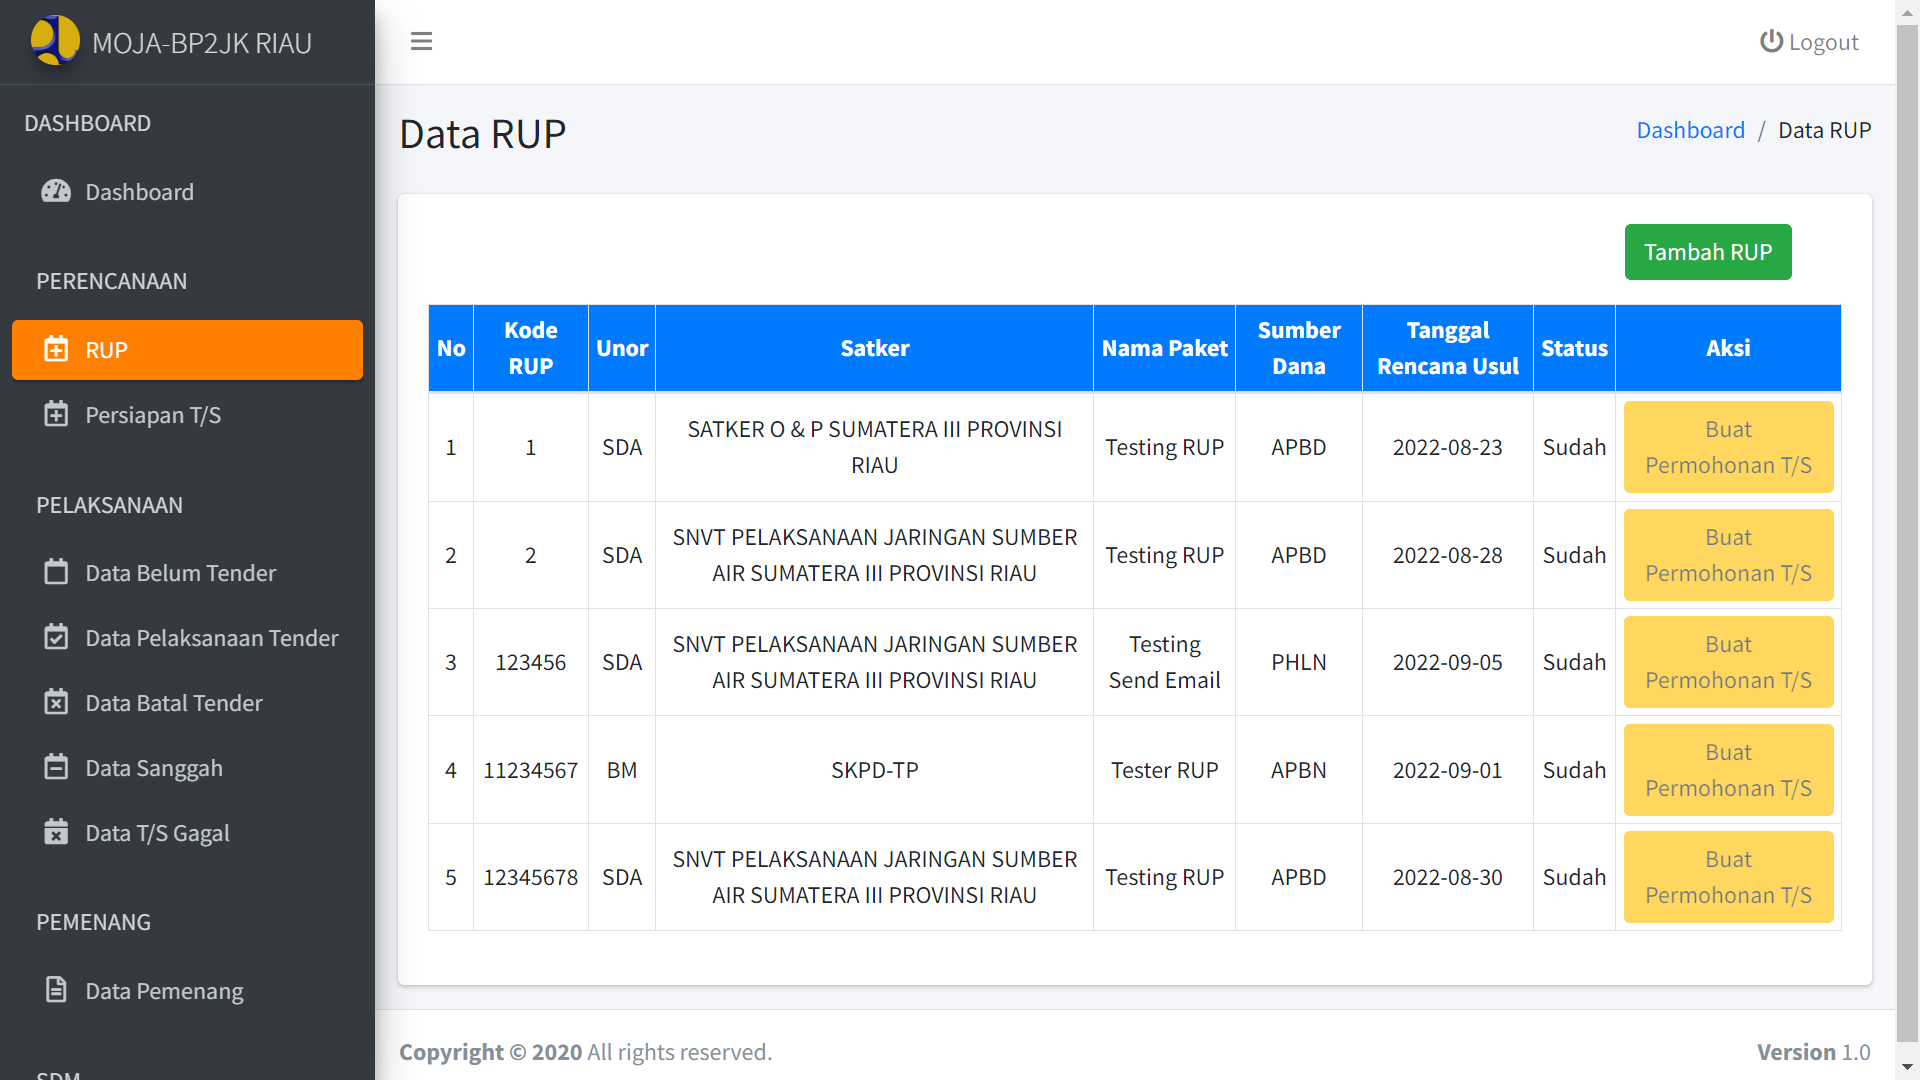 MOJA-BP2JK RIAU
Logout
DASHBOARD
Dashboard
PERENCANAAN
RUP
Persiapan T/S
PELAKSANAAN
Data Belum Tender
Data Pelaksanaan Tender
Data Batal Tender
Data Sanggah
Data T/S Gagal
PEMENANG
Data Pemenang
SDM
Data RUP
Dashboard / Data RUP
Tambah RUP
No Kode RUP Unor Satker Nama Paket Sumber Dana Tanggal Rencana Usul Status Aksi
1 1 SDA SATKER O & P SUMATERA III PROVINSI RIAU Testing RUP APBD 2022-08-23 Sudah Buat Permohonan T/S
2 2 SDA SNVT PELAKSANAAN JARINGAN SUMBER AIR SUMATERA III PROVINSI RIAU Testing RUP APBD 2022-08-28 Sudah Buat Permohonan T/S
3 123456 SDA SNVT PELAKSANAAN JARINGAN SUMBER AIR SUMATERA III PROVINSI RIAU Testing Send Email PHLN 2022-09-05 Sudah Buat Permohonan T/S
4 11234567 BM SKPD-TP Tester RUP APBN 2022-09-01 Sudah Buat Permohonan T/S
5 12345678 SDA SNVT PELAKSANAAN JARINGAN SUMBER AIR SUMATERA III PROVINSI RIAU Testing RUP APBD 2022-08-30 Sudah Buat Permohonan T/S
Copyright © 2020 All rights reserved.
Version 1.0